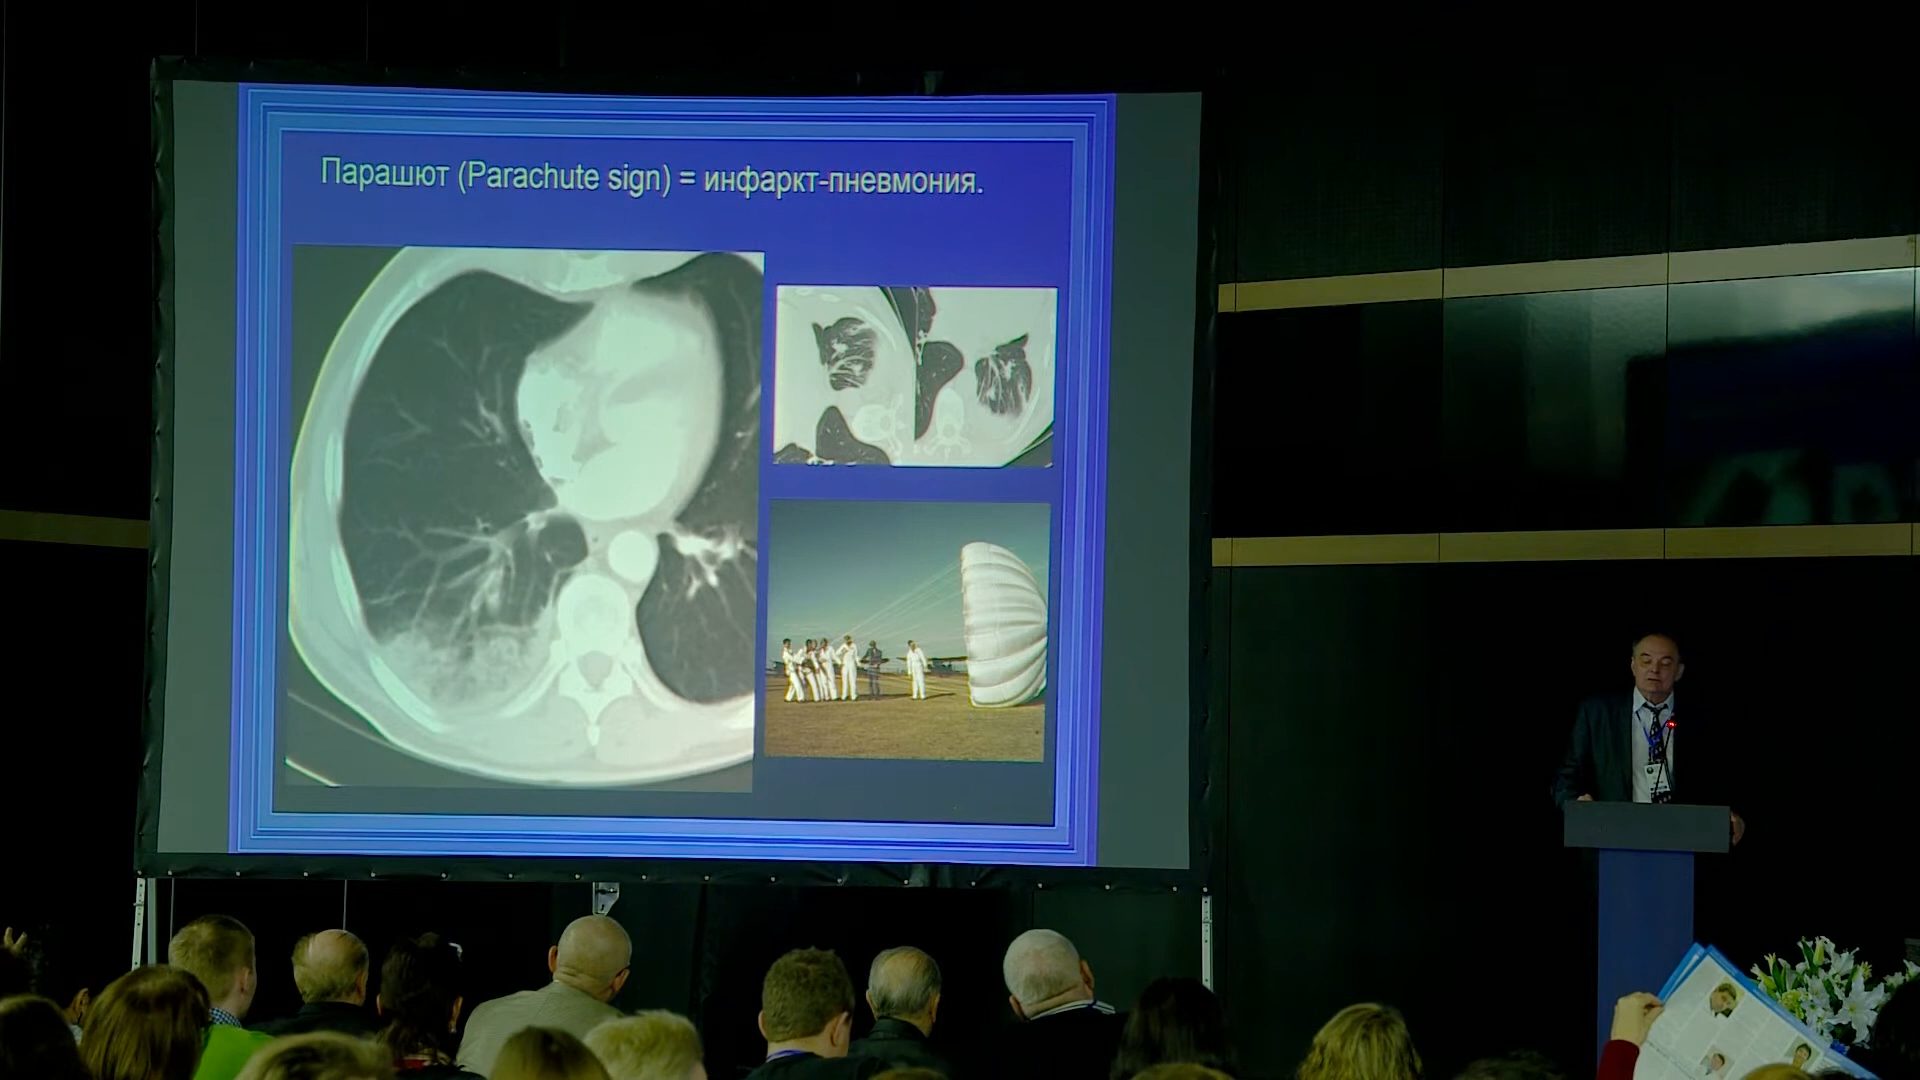 Парашют (Parachute sign) = инфаркт-пневмония.